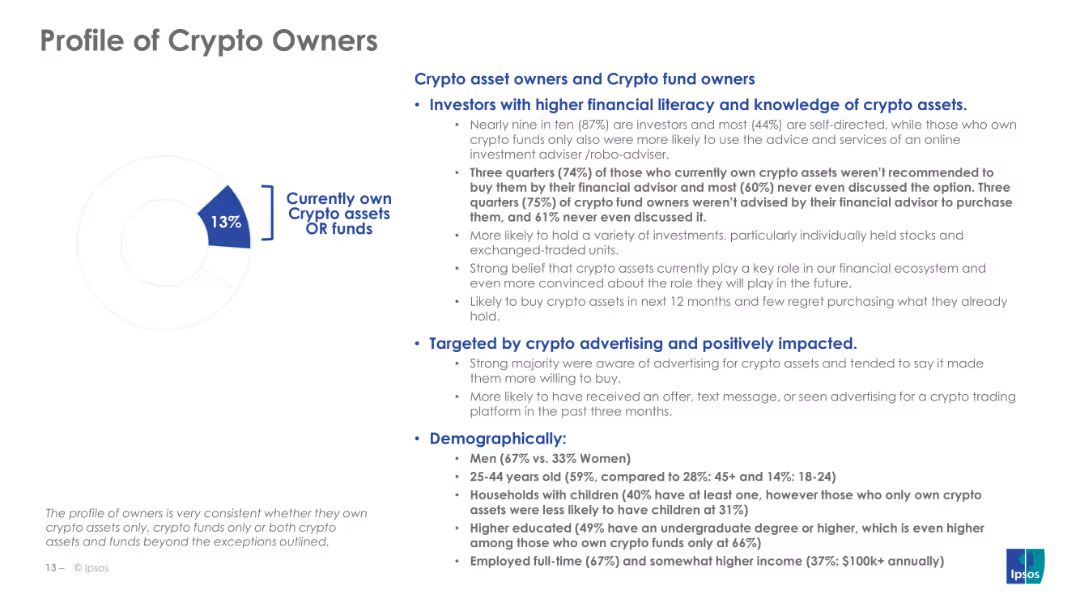 Profile of Crypto Owners
13%
Currently own
Crypto assets
OR funds
The profile of owners is very consistent whether they own
crypto assets only, crypto funds only or both crypto
assets and funds beyond the exceptions outlined.
Crypto asset owners and Crypto fund owners
• Investors with higher financial literacy and knowledge of crypto assets.
• Nearly nine in ten (87%) are investors and most (44%) are self-directed, while those who own
crypto funds only also were more likely to use the advice and services of an online
investment adviser /robo-adviser.
• Three quarters (74%) of those who currently own crypto assets weren't recommended to
buy them by their financial advisor and most (60%) never even discussed the option. Three
quarters (75%) of crypto fund owners weren't advised by their financial advisor to purchase
them, and 61% never even discussed it.
• More likely to hold a variety of investments, particularly individually held stocks and
exchanged-traded units.
• Strong belief that crypto assets currently play a key role in our financial ecosystem and
even more convinced about the role they will play in the future.
• Likely to buy crypto assets in next 12 months and few regret purchasing what they already
hold.
• Targeted by crypto advertising and positively impacted.
• Strong majority were aware of advertising for crypto assets and tended to say it made
them more willing to buy.
• More likely to have received an offer, text message, or seen advertising for a crypto trading
platform in the past three months.
• Demographically:
• Men (67% vs. 33% Women)
• 25-44 years old (59%, compared to 28%: 45+ and 14%: 18-24)
• Households with children (40% have at least one, however those who only own crypto
assets were less likely to have children at 31%)
• Higher educated (49% have an undergraduate degree or higher, which is even higher
among those who own crypto funds only at 66%)
• Employed full-time (67%) and somewhat higher income (37%: $100k+ annually)
13 – © Ipsos
Ipsos